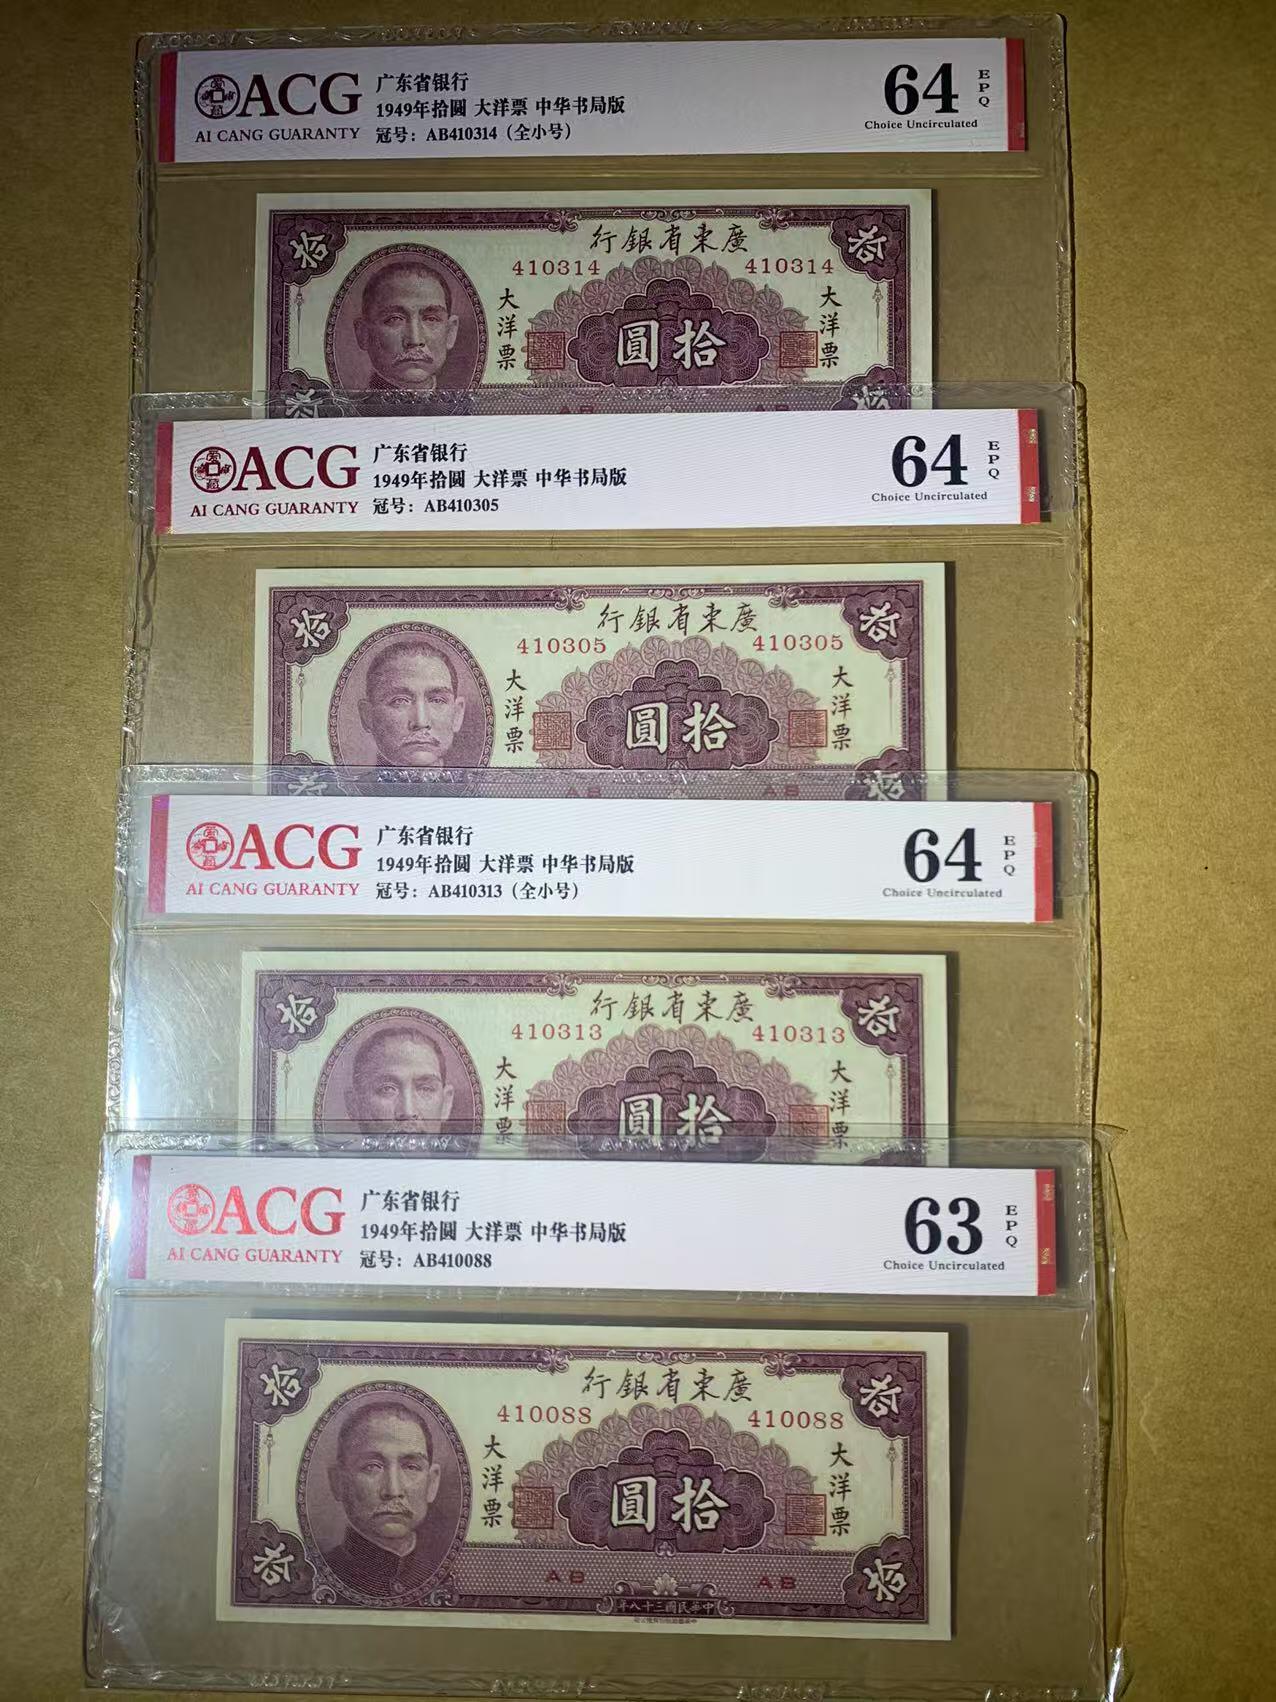 ACG
AI CANG GUARANTY
广东省银行
1949年拾圆 大洋票 中华书局版
冠号：AB410314（全小号）
64
EPQ
Choice Uncirculated
拾
行銀省東廣
拾
410314
410314
大洋票
圓拾
大洋票
AB
AB
ACG
AI CANG GUARANTY
广东省银行
1949年拾圆 大洋票 中华书局版
冠号：AB410305
64
EPQ
Choice Uncirculated
拾
行銀省東廣
拾
410305
410305
大洋票
圓拾
大洋票
AB
AB
ACG
AI CANG GUARANTY
广东省银行
1949年拾圆 大洋票 中华书局版
冠号：AB410313（全小号）
64
EPQ
Choice Uncirculated
拾
行銀省東廣
拾
410313
410313
大洋票
圓拾
大洋票
ACG
AI CANG GUARANTY
广东省银行
1949年拾圆 大洋票 中华书局版
冠号：AB410088
63
EPQ
Choice Uncirculated
拾
行銀省東廣
拾
410088
410088
大洋票
圓拾
大洋票
拾
AB
AB
拾
年八十三國民華中